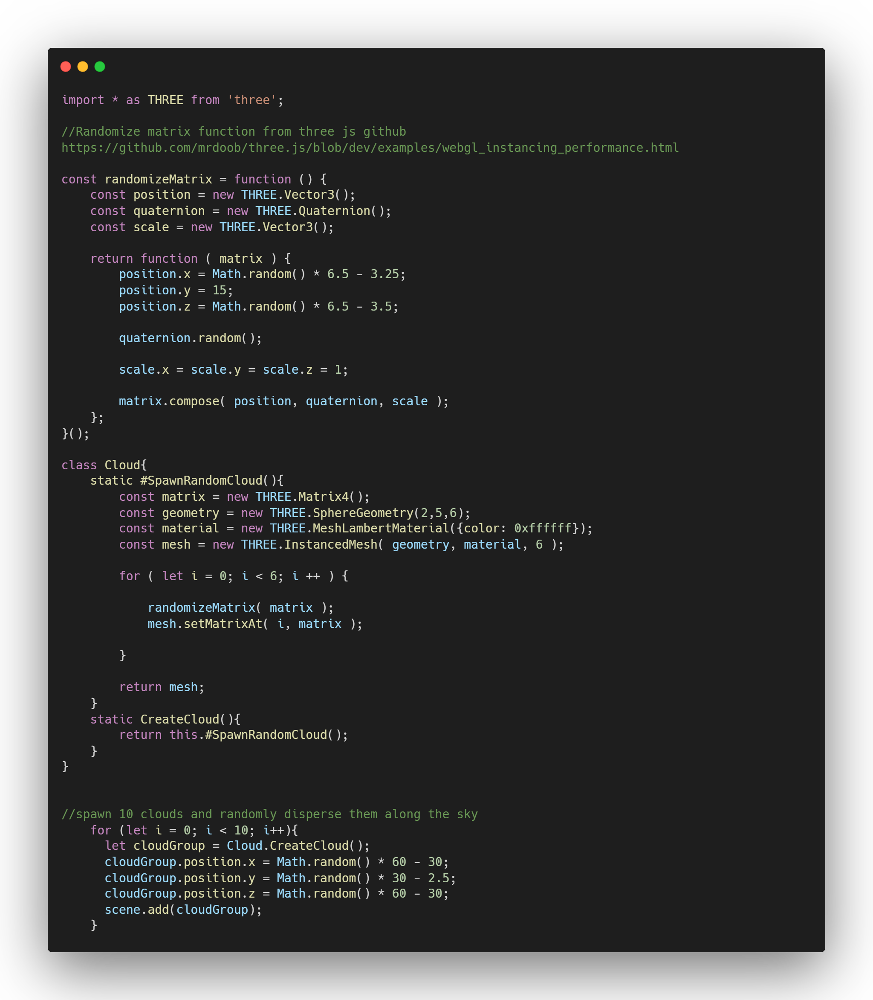 import * as THREE from 'three';
//Randomize matrix function from three js github
https://github.com/mrdoob/three.js/blob/dev/examples/webgl_instancing_performance.html
const randomizeMatrix = function () {
    const position = new THREE.Vector3();
    const quaternion = new THREE.Quaternion();
    const scale = new THREE.Vector3();
    return function ( matrix ) {
        position.x = Math.random() * 6.5 - 3.25;
        position.y = 15;
        position.z = Math.random() * 6.5 - 3.5;
        quaternion.random();
        scale.x = scale.y = scale.z = 1;
        matrix.compose( position, quaternion, scale );
    };
}();
class Cloud{
    static #SpawnRandomCloud(){
        const matrix = new THREE.Matrix4();
        const geometry = new THREE.SphereGeometry(2,5,6);
        const material = new THREE.MeshLambertMaterial({color: 0xffffff});
        const mesh = new THREE.InstancedMesh( geometry, material, 6 );
        for ( let i = 0; i < 6; i ++ ) {
            randomizeMatrix( matrix );
            mesh.setMatrixAt( i, matrix );
        }
        return mesh;
    }
    static CreateCloud(){
        return this.#SpawnRandomCloud();
    }
}
//spawn 10 clouds and randomly disperse them along the sky
    for (let i = 0; i < 10; i++){
      let cloudGroup = Cloud.CreateCloud();
      cloudGroup.position.x = Math.random() * 60 - 30;
      cloudGroup.position.y = Math.random() * 30 - 2.5;
      cloudGroup.position.z = Math.random() * 60 - 30;
      scene.add(cloudGroup);
    }